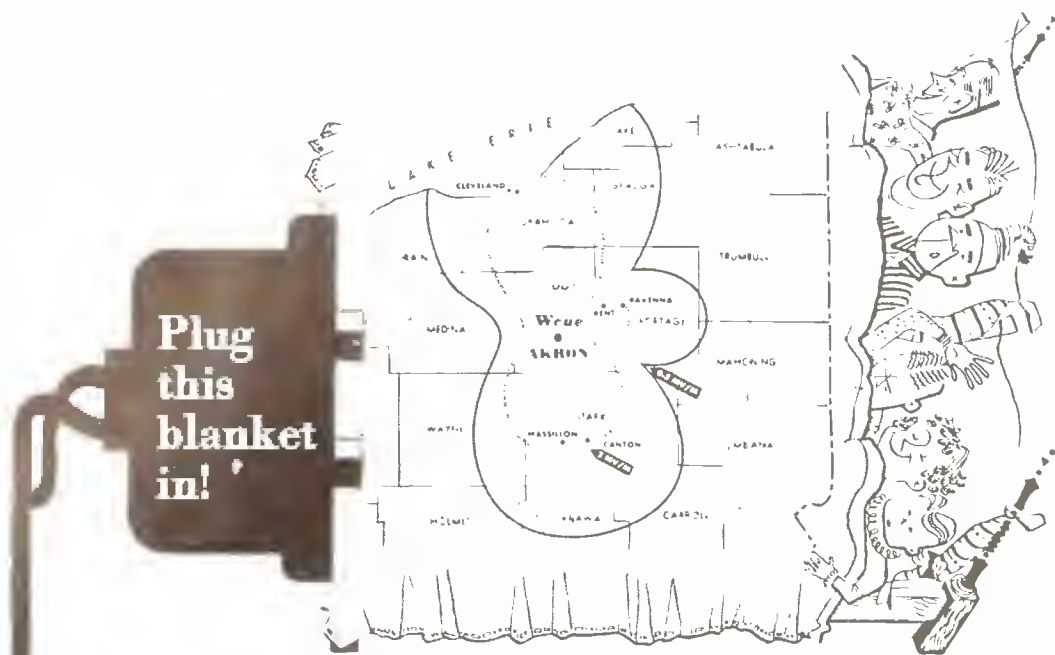 Plug
this
blanket
in!
LAKE ERIE
ASHTABULA
CLEVELAND
TRUMBULL
RAVENNA
KENT
PORTAGE
Wcue
AKRON
MEDINA
MAHONING
STARK
MASSILLON
CANTON
WAYNE
HOLMES
CARROLL